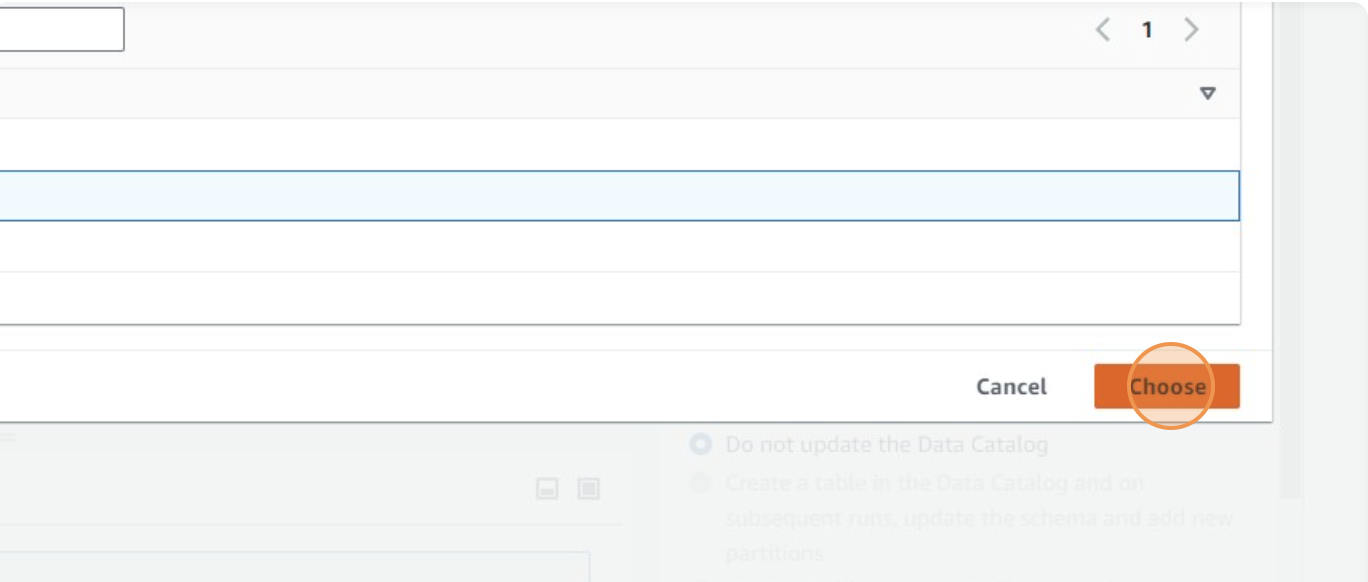 1
Cancel
Choose
Do not update the Data Catalog
Create a table in the Data Catalog and on
subsequent runs, update the schema and add new
partitions